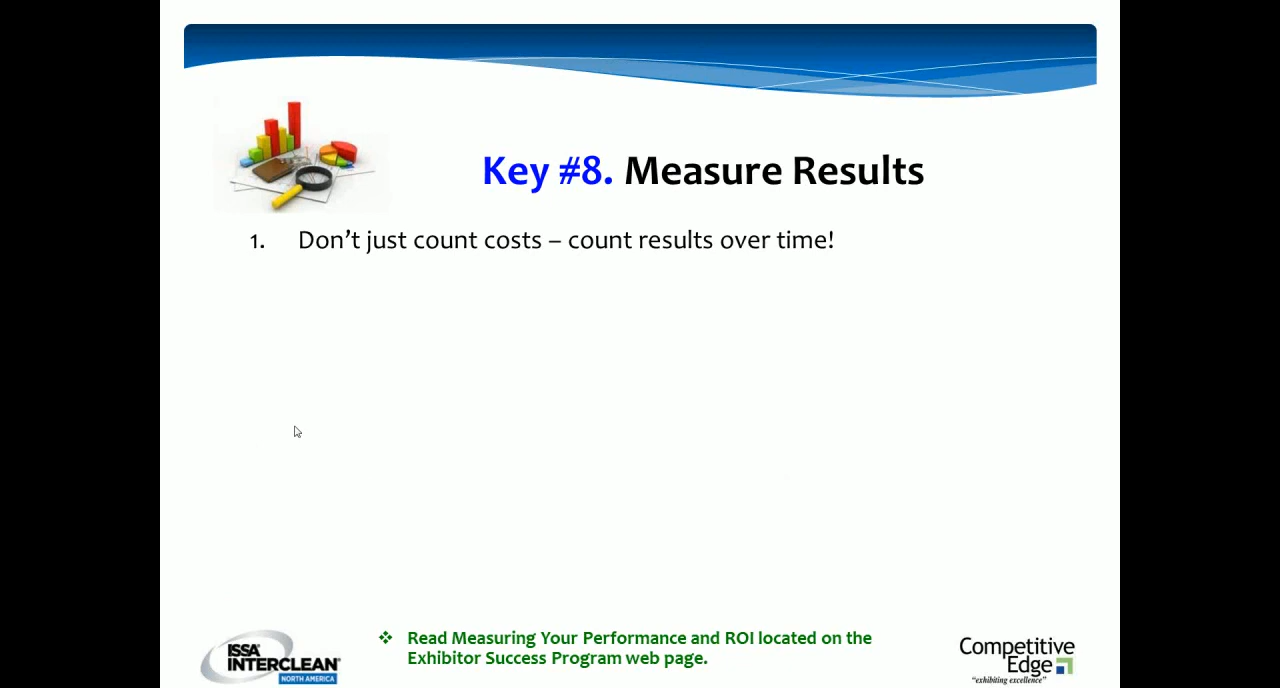 Key #8. Measure Results
1. Don’t just count costs – count results over time!
❖ Read Measuring Your Performance and ROI located on the
Exhibitor Success Program web page.
ISSA
INTERCLEAN
NORTH AMERICA
Competitive
Edge
"exhibiting excellence"